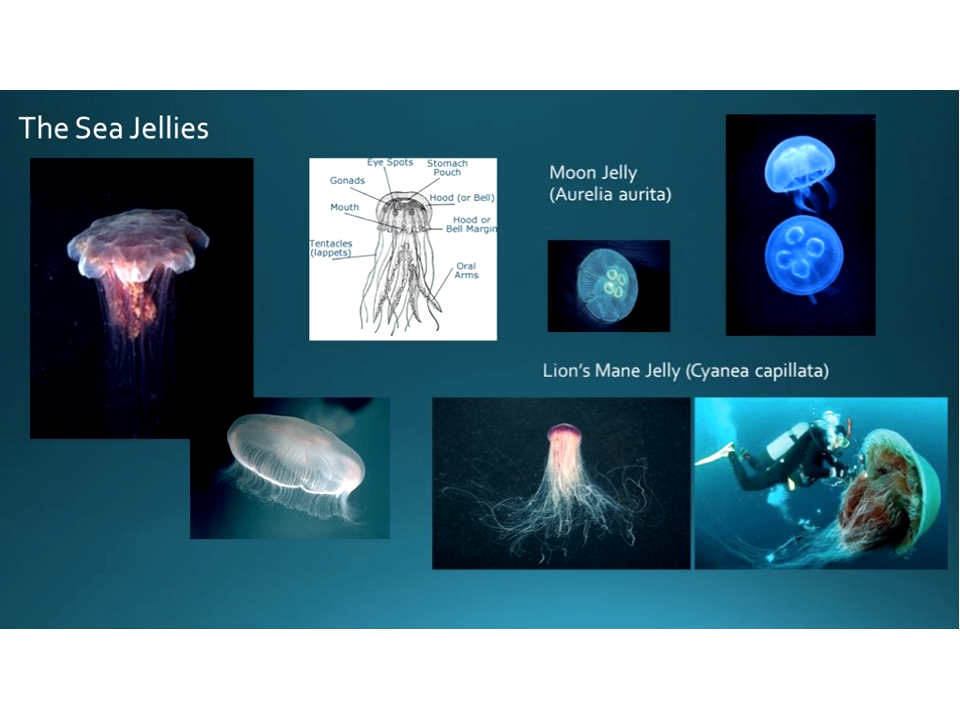 The Sea Jellies
Eye Spots
Stomach
Pouch
Gonads
Hood (or Bell)
Mouth
Hood or
Bell Margin
Tentacles
(lappets)
Oral
Arms
Moon Jelly
(Aurelia aurita)
Lion's Mane Jelly (Cyanea capillata)